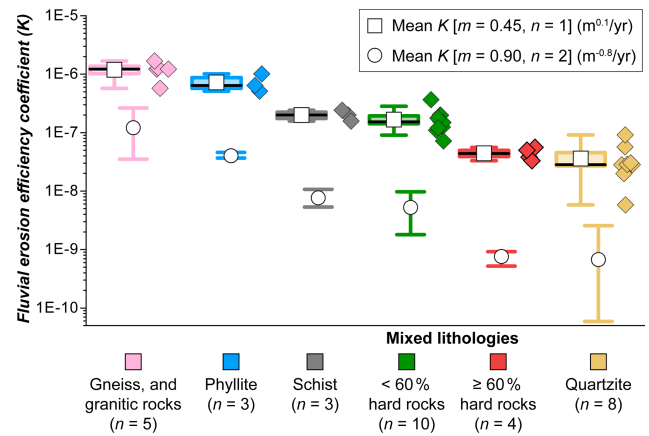 Fluvial erosion efficiency coefficient (K)
1E-5
1E-6
1E-7
1E-8
1E-9
1E-10
Mean K [m = 0.45, n = 1] (m^0.1/yr)
Mean K [m = 0.90, n = 2] (m^-0.8/yr)
Mixed lithologies
Gneiss, and
granitic rocks
(n = 5)
Phyllite
(n = 3)
Schist
(n = 3)
< 60 %
hard rocks
(n = 10)
≥ 60 %
hard rocks
(n = 4)
Quartzite
(n = 8)